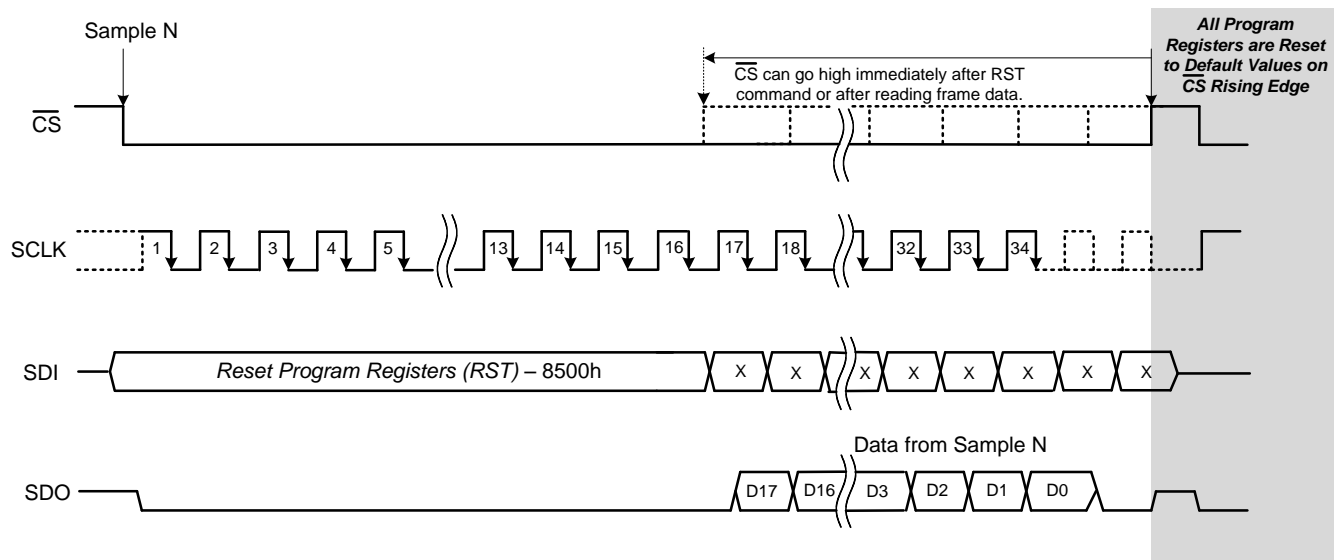 Sample N
All Program
Registers are Reset
to Default Values on
CS Rising Edge
CS can go high immediately after RST
command or after reading frame data.
CS
SCLK
1 2 3 4 5 13 14 15 16 17 18 32 33 34
SDI
Reset Program Registers (RST) – 8500h
X X X X X X X X
Data from Sample N
SDO
D17 D16 D3 D2 D1 D0